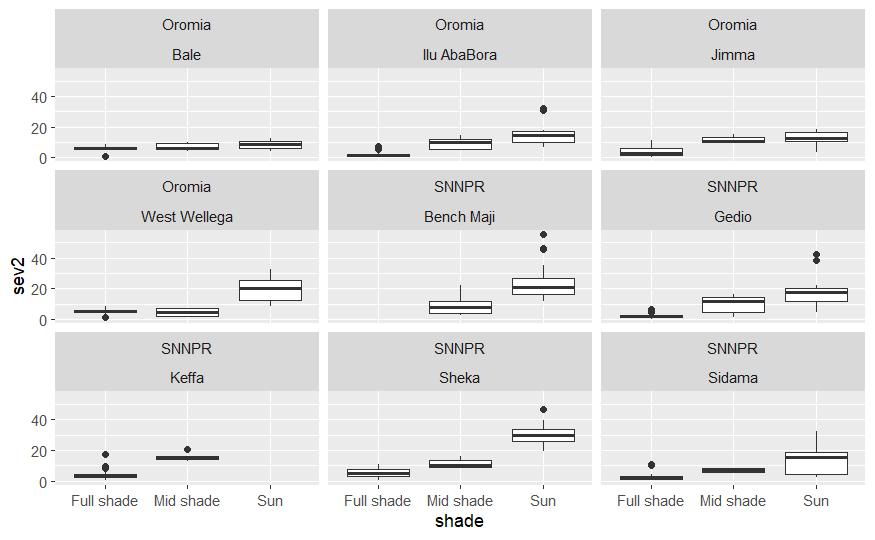 Oromia Oromia Oromia
Bale Ilu AbaBora Jimma
40
20
0
Oromia SNNPR SNNPR
West Wellega Bench Maji Gedio
40
20
0
SNNPR SNNPR SNNPR
Keffa Sheka Sidama
40
20
0
sev2
Full shade Mid shade Sun Full shade Mid shade Sun Full shade Mid shade Sun
shade